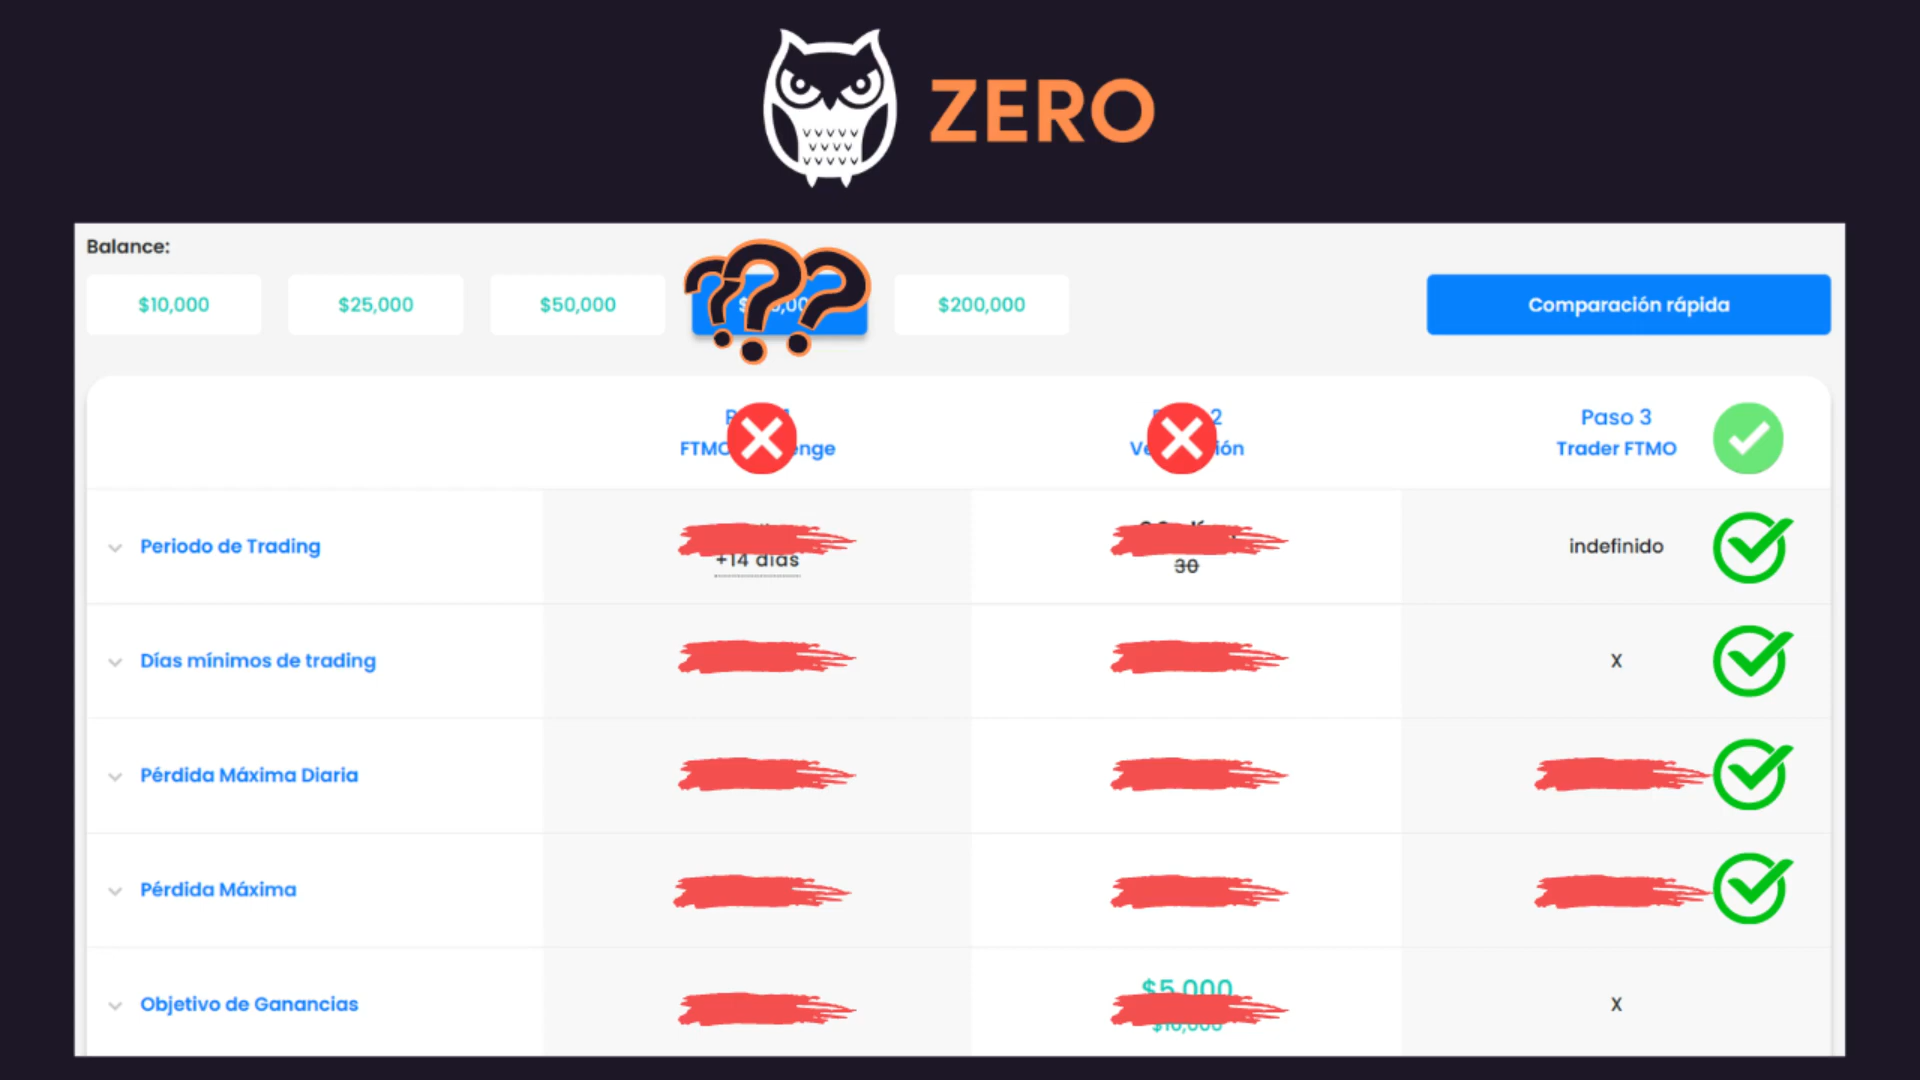 ZERO
Balance:
$10,000
$25,000
$50,000
$200,000
Comparación rápida
Paso 3
FTMO
Trader FTMO
Periodo de Trading
+14 días
30
indefinido
Días mínimos de trading
X
Pérdida Máxima Diaria
Pérdida Máxima
Objetivo de Ganancias
$5,000
X